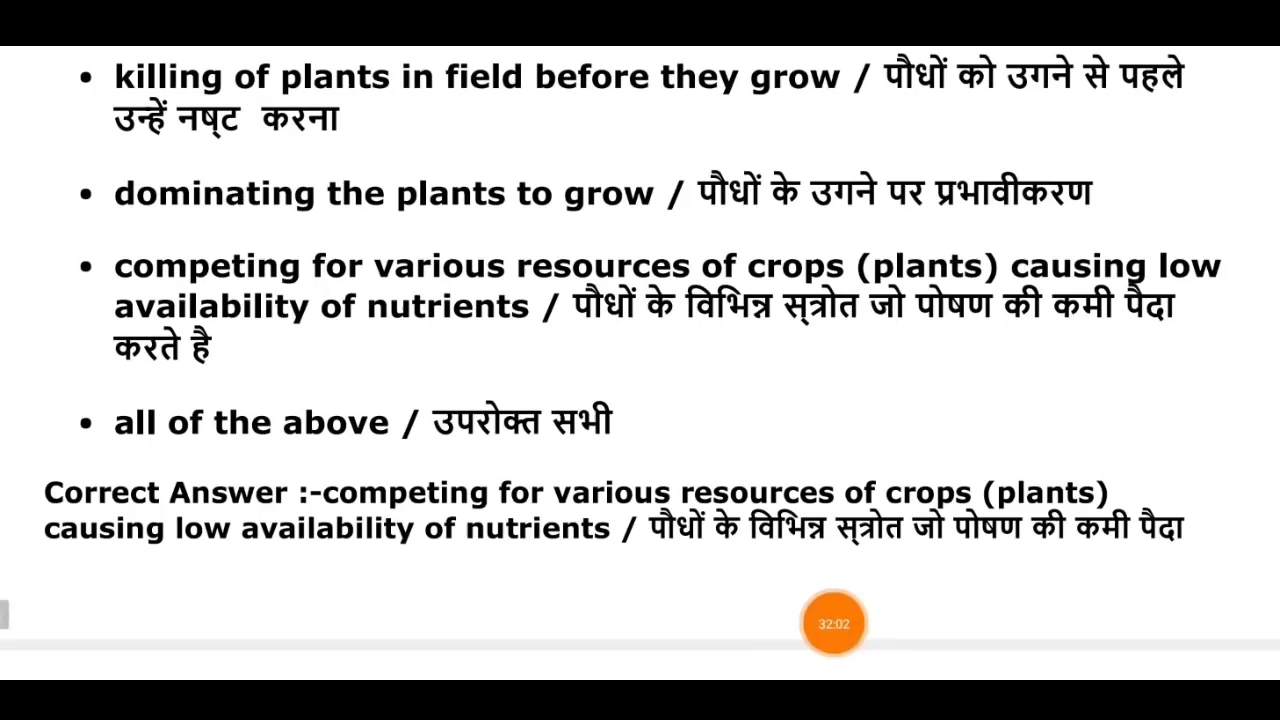 • killing of plants in field before they grow / पौधों को उगने से पहले
उन्हें नष्ट करना
• dominating the plants to grow / पौधों के उगने पर प्रभावीकरण
• competing for various resources of crops (plants) causing low
availability of nutrients / पौधों के विभिन्न स्त्रोत जो पोषण की कमी पैदा
करते है
• all of the above / उपरोक्त सभी
Correct Answer :-competing for various resources of crops (plants)
causing low availability of nutrients / पौधों के विभिन्न स्त्रोत जो पोषण की कमी पैदा
32:02